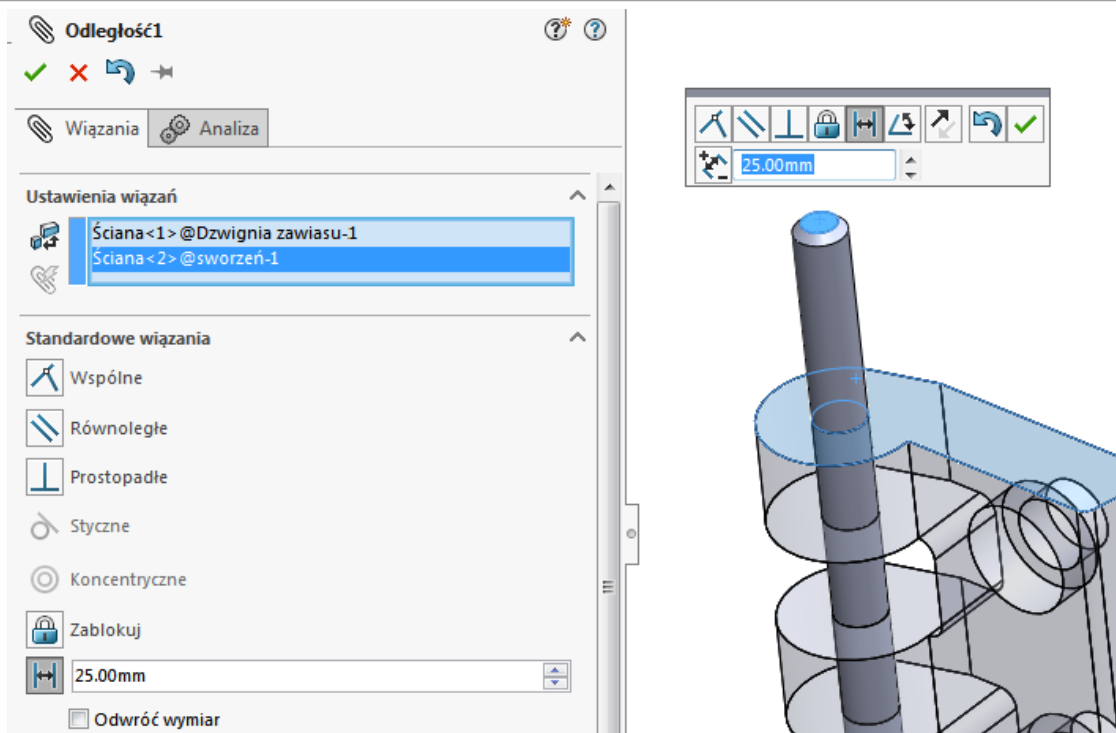 Odległość1
Wiązania
Analiza
25.00mm
Ustawienia wiązań
Ściana<1>@Dzwignia zawiasu-1
Ściana<2>@sworzeń-1
Standardowe wiązania
Wspólne
Równoległe
Prostopadłe
Styczne
Koncentryczne
Zablokuj
25.00mm
Odwróć wymiar